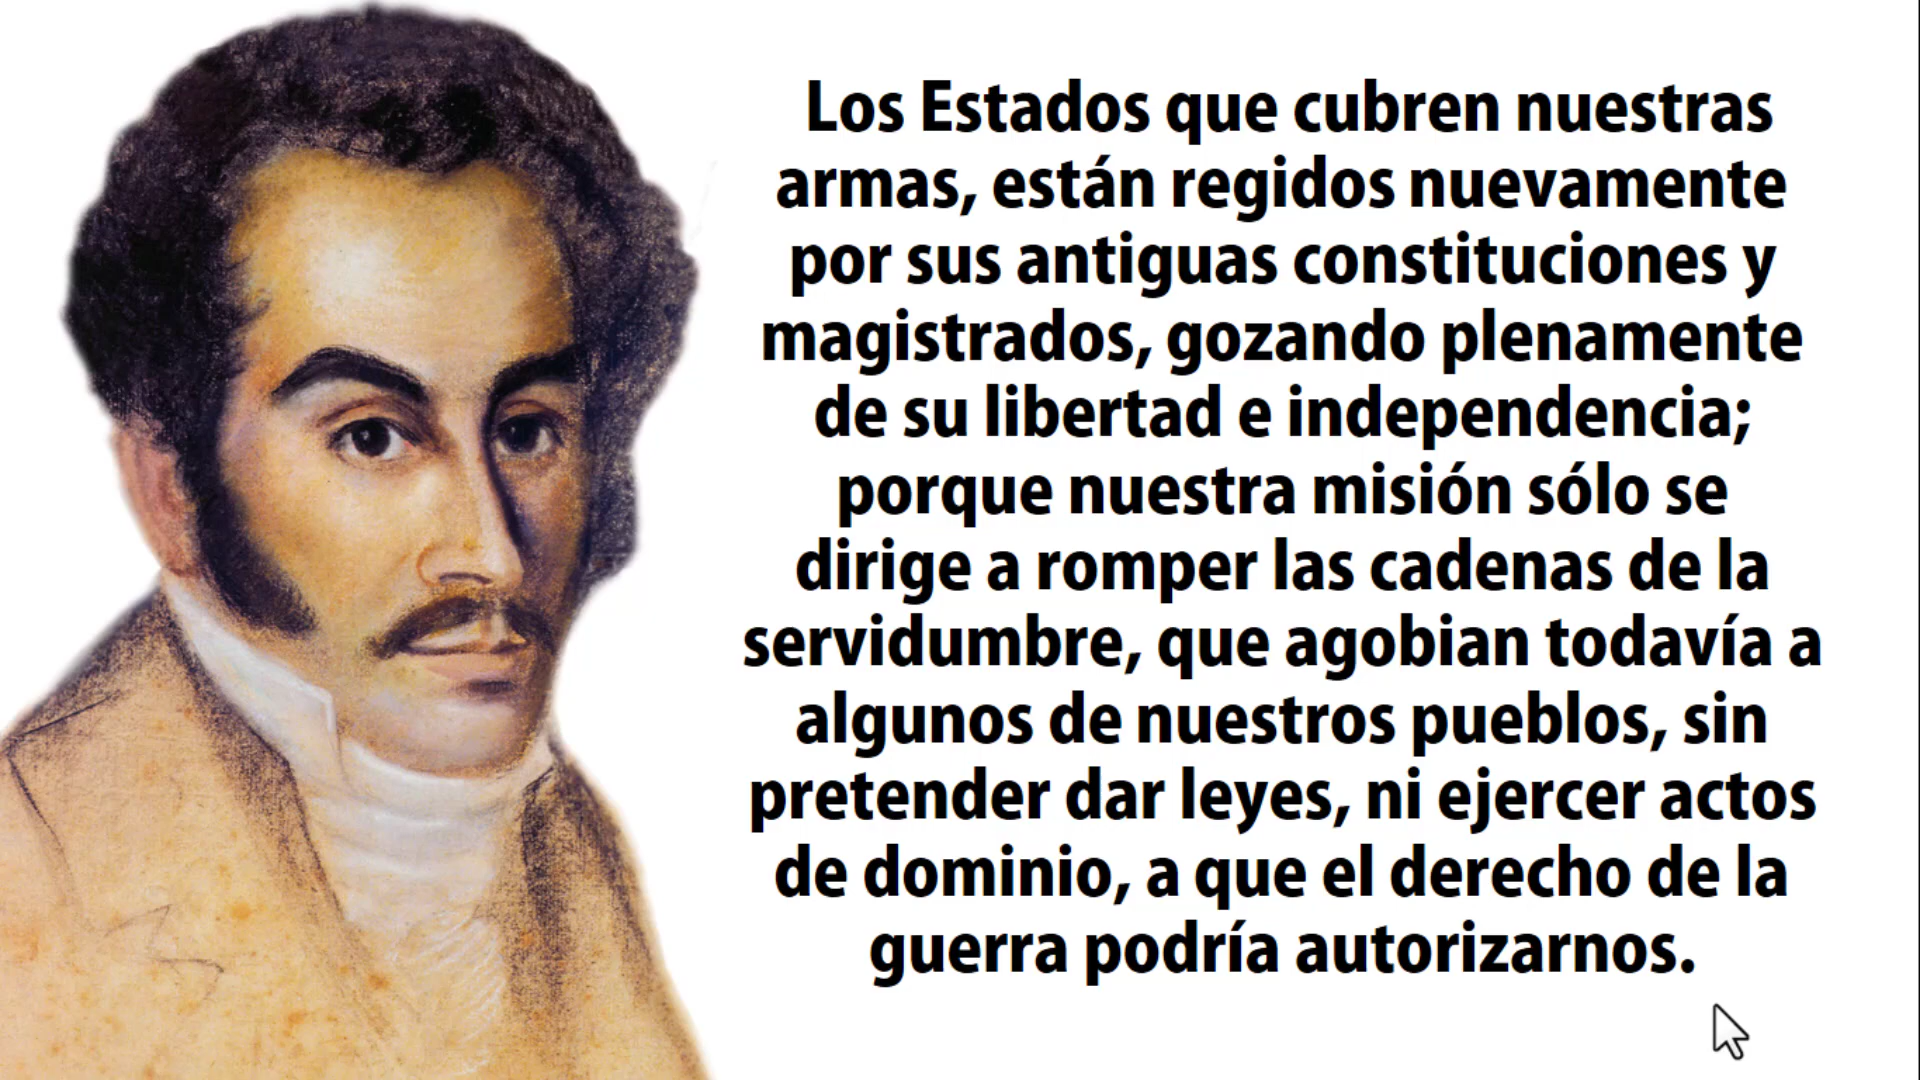 Los Estados que cubren nuestras
armas, están regidos nuevamente
por sus antiguas constituciones y
magistrados, gozando plenamente
de su libertad e independencia;
porque nuestra misión sólo se
dirige a romper las cadenas de la
servidumbre, que agobian todavía a
algunos de nuestros pueblos, sin
pretender dar leyes, ni ejercer actos
de dominio, a que el derecho de la
guerra podría autorizarnos.